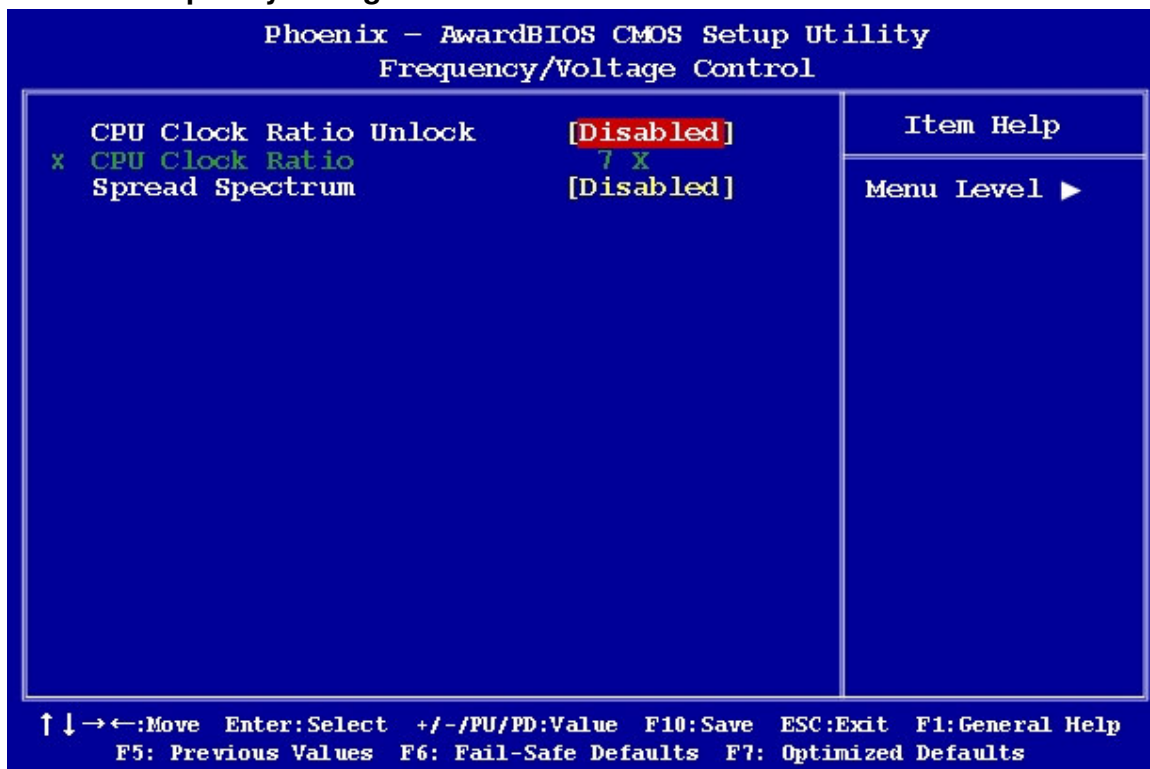 Phoenix – AwardBIOS CMOS Setup Utility
Frequency/Voltage Control
CPU Clock Ratio Unlock [Disabled]
x CPU Clock Ratio 7 X
Spread Spectrum [Disabled]
Item Help
Menu Level ▶
↑↓→←:Move Enter:Select +/-/PU/PD:Value F10:Save ESC:Exit F1:General Help
F5: Previous Values F6: Fail-Safe Defaults F7: Optimized Defaults